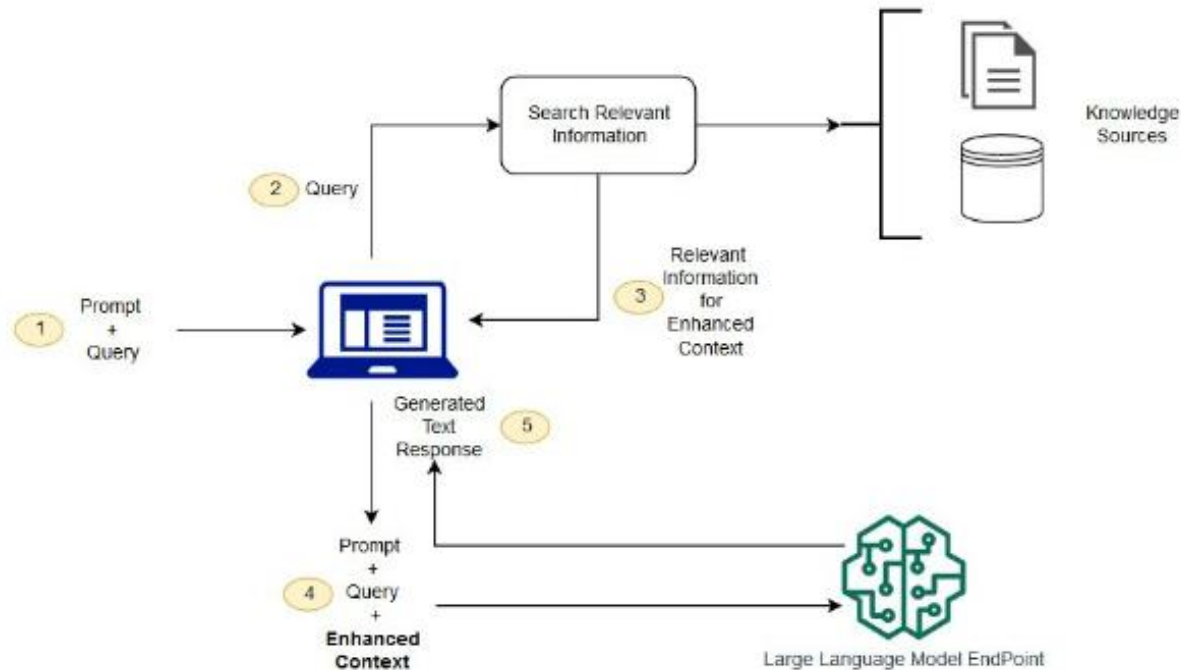 Search Relevant
Information
Knowledge
Sources
2 Query
Relevant
Information
for
Enhanced
Context
3
1
Prompt
+
Query
Generated
Text
Response
5
Prompt
+
Query
+
Enhanced
Context
4
Large Language Model EndPoint